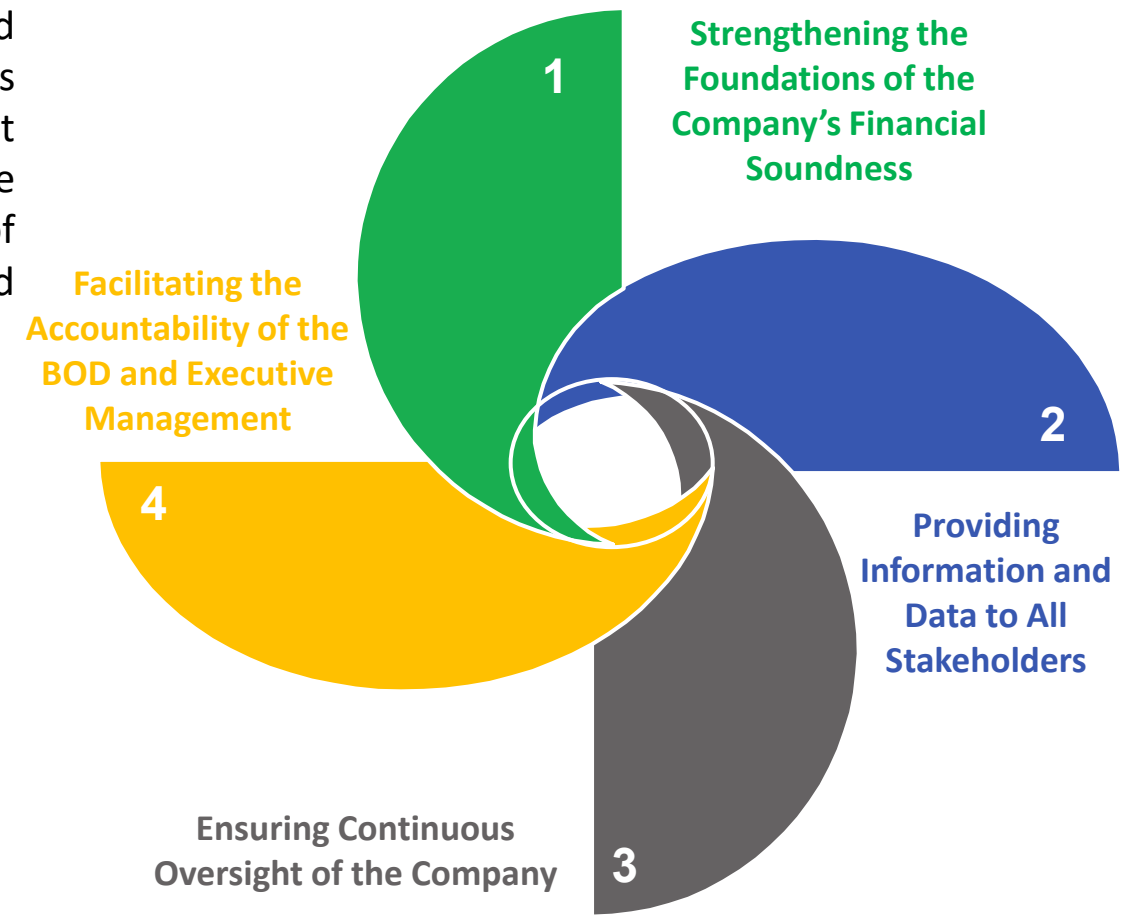 1
Strengthening the
Foundations of the
Company's Financial
Soundness
2
Providing
Information and
Data to All
Stakeholders
3
Ensuring Continuous
Oversight of the Company
4
Facilitating the
Accountability of the
BOD and Executive
Management